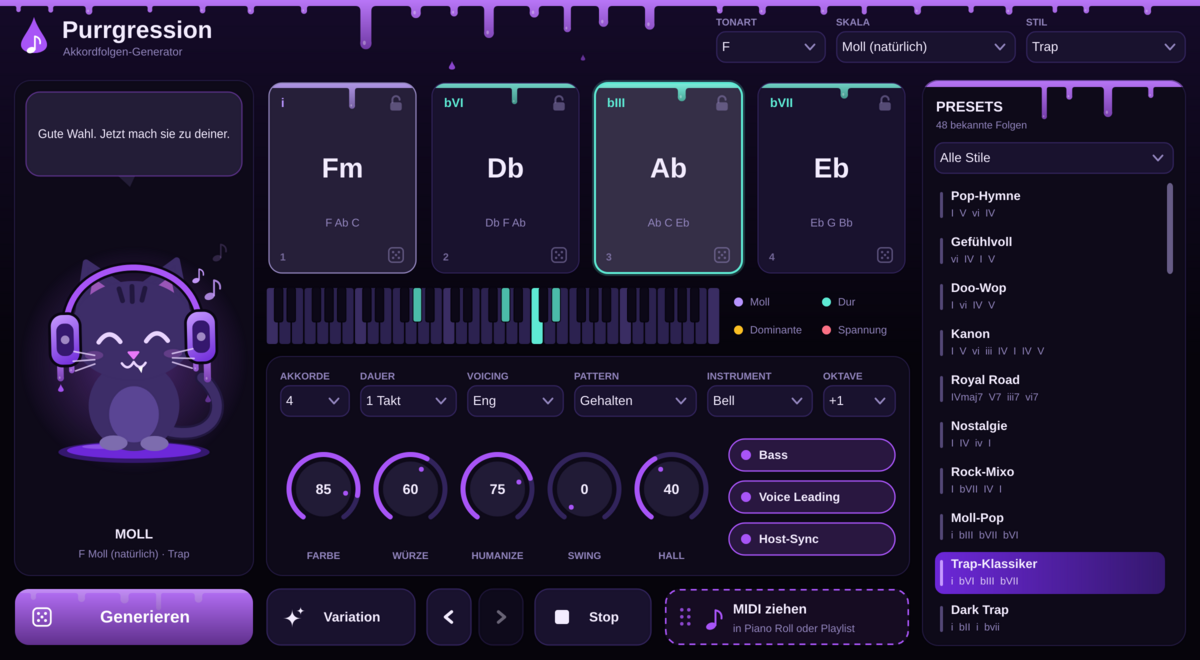 Purrgression
Akkordfolgen-Generator
TONART
F
SKALA
Moll (natürlich)
STIL
Trap
Gute Wahl. Jetzt mach sie zu deiner.
MOLL
F Moll (natürlich) · Trap
i
Fm
F Ab C
1
bVI
Db
Db F Ab
2
bIII
Ab
Ab C Eb
3
bVII
Eb
Eb G Bb
4
Moll
Dur
Dominante
Spannung
AKKORDE
4
DAUER
1 Takt
VOICING
Eng
PATTERN
Gehalten
INSTRUMENT
Bell
OKTAVE
+1
85
FARBE
60
WÜRZE
75
HUMANIZE
0
SWING
40
HALL
Bass
Voice Leading
Host-Sync
Generieren
Variation
Stop
MIDI ziehen
in Piano Roll oder Playlist
PRESETS
48 bekannte Folgen
Alle Stile
Pop-Hymne
I V vi IV
Gefühlvoll
vi IV I V
Doo-Wop
I vi IV V
Kanon
I V vi iii IV I IV V
Royal Road
IVmaj7 V7 iii7 vi7
Nostalgie
I IV iv I
Rock-Mixo
I bVII IV I
Moll-Pop
i bIII bVII bVI
Trap-Klassiker
i bVI bIII bVII
Dark Trap
i bII i bvii